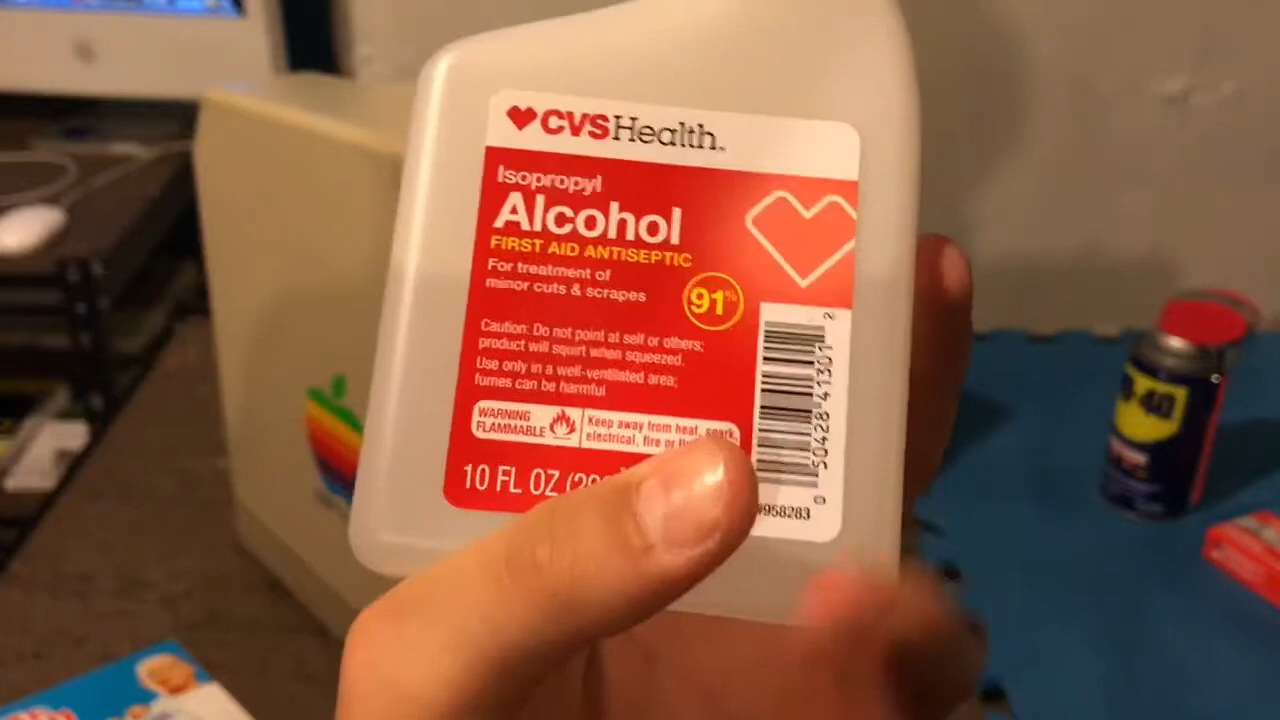 CVSHealth.
Isopropyl
Alcohol
FIRST AID ANTISEPTIC
For treatment of
minor cuts & scrapes
91%
Caution: Do not point at self or others;
product will squirt when squeezed.
Use only in a well-ventilated area;
fumes can be harmful
WARNING
FLAMMABLE
Keep away from heat, spark,
electrical, fire or
10 FL OZ
0 50428 41301 2
958283
-40